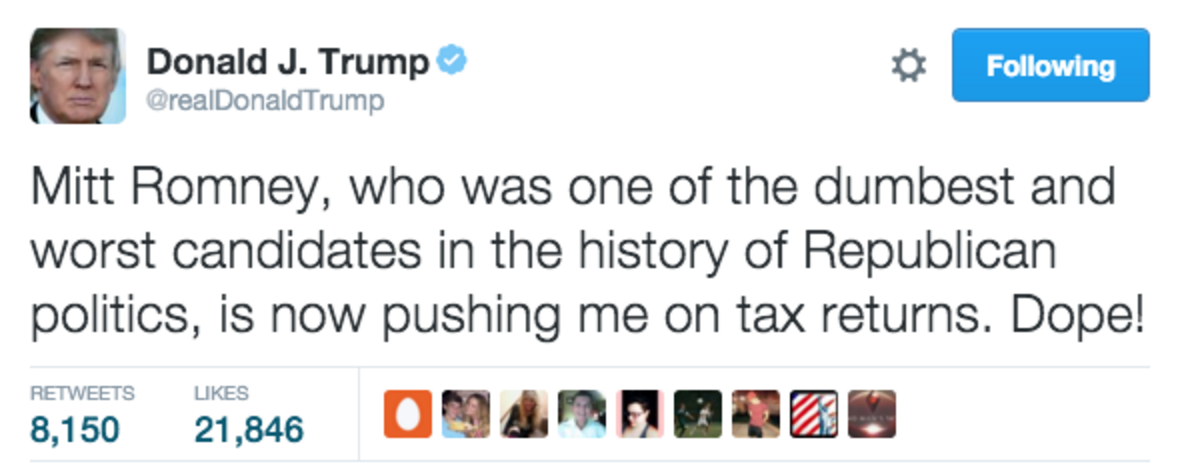 Donald J. Trump
@realDonaldTrump
Following
Mitt Romney, who was one of the dumbest and
worst candidates in the history of Republican
politics, is now pushing me on tax returns. Dope!
RETWEETS LIKES
8,150 21,846